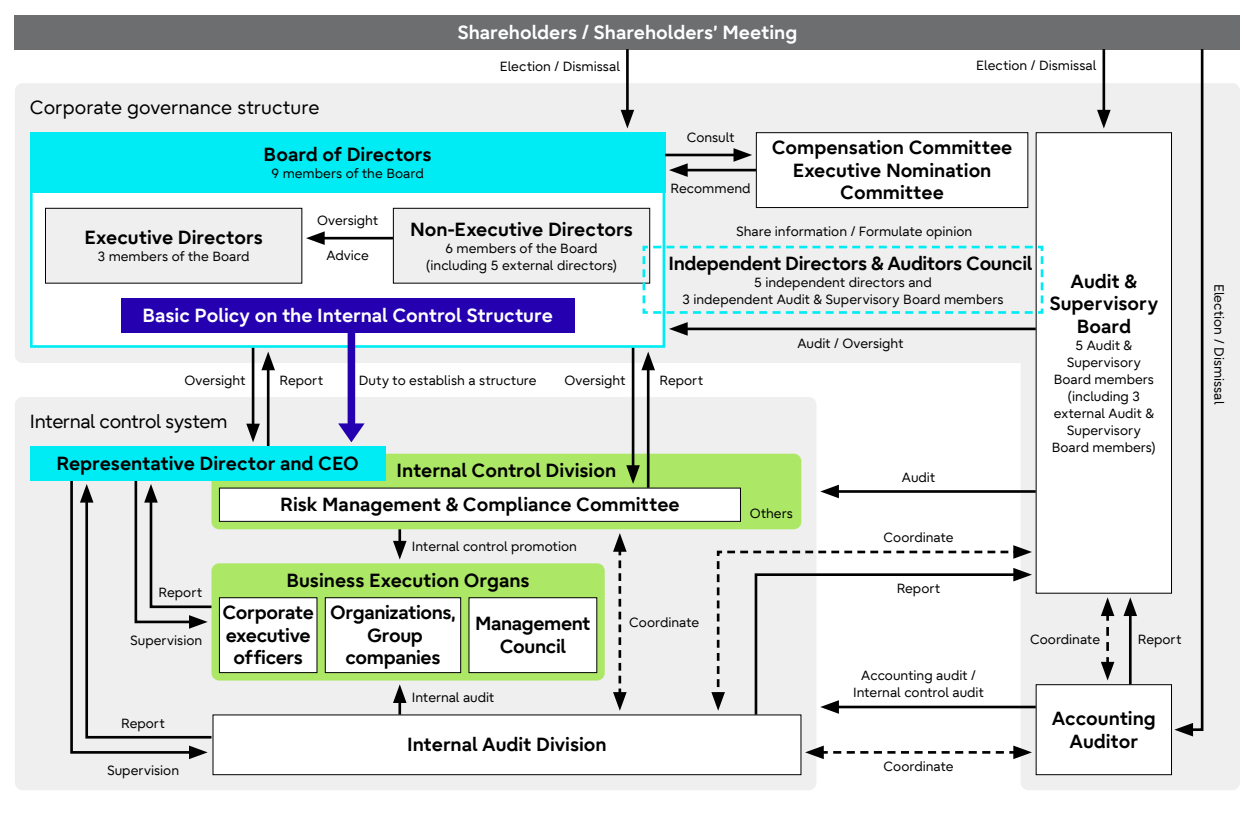 Shareholders / Shareholders' Meeting
Election / Dismissal
Election / Dismissal
Corporate governance structure
Board of Directors
9 members of the Board
Consult
Recommend
Compensation Committee
Executive Nomination
Committee
Executive Directors
3 members of the Board
Oversight
Advice
Non-Executive Directors
6 members of the Board
(including 5 external directors)
Share information / Formulate opinion
Independent Directors & Auditors Council
5 independent directors and
3 independent Audit & Supervisory Board members
Basic Policy on the Internal Control Structure
Audit / Oversight
Audit &
Supervisory
Board
5 Audit &
Supervisory
Board members
(including 3
external Audit &
Supervisory
Board members)
Election / Dismissal
Oversight
Report
Duty to establish a structure
Oversight
Report
Internal control system
Representative Director and CEO
Internal Control Division
Risk Management & Compliance Committee
Others
Audit
Internal control promotion
Coordinate
Business Execution Organs
Report
Supervision
Corporate
executive
officers
Organizations,
Group
companies
Management
Council
Coordinate
Report
Coordinate
Report
Internal audit
Accounting audit /
Internal control audit
Report
Supervision
Internal Audit Division
Coordinate
Accounting
Auditor